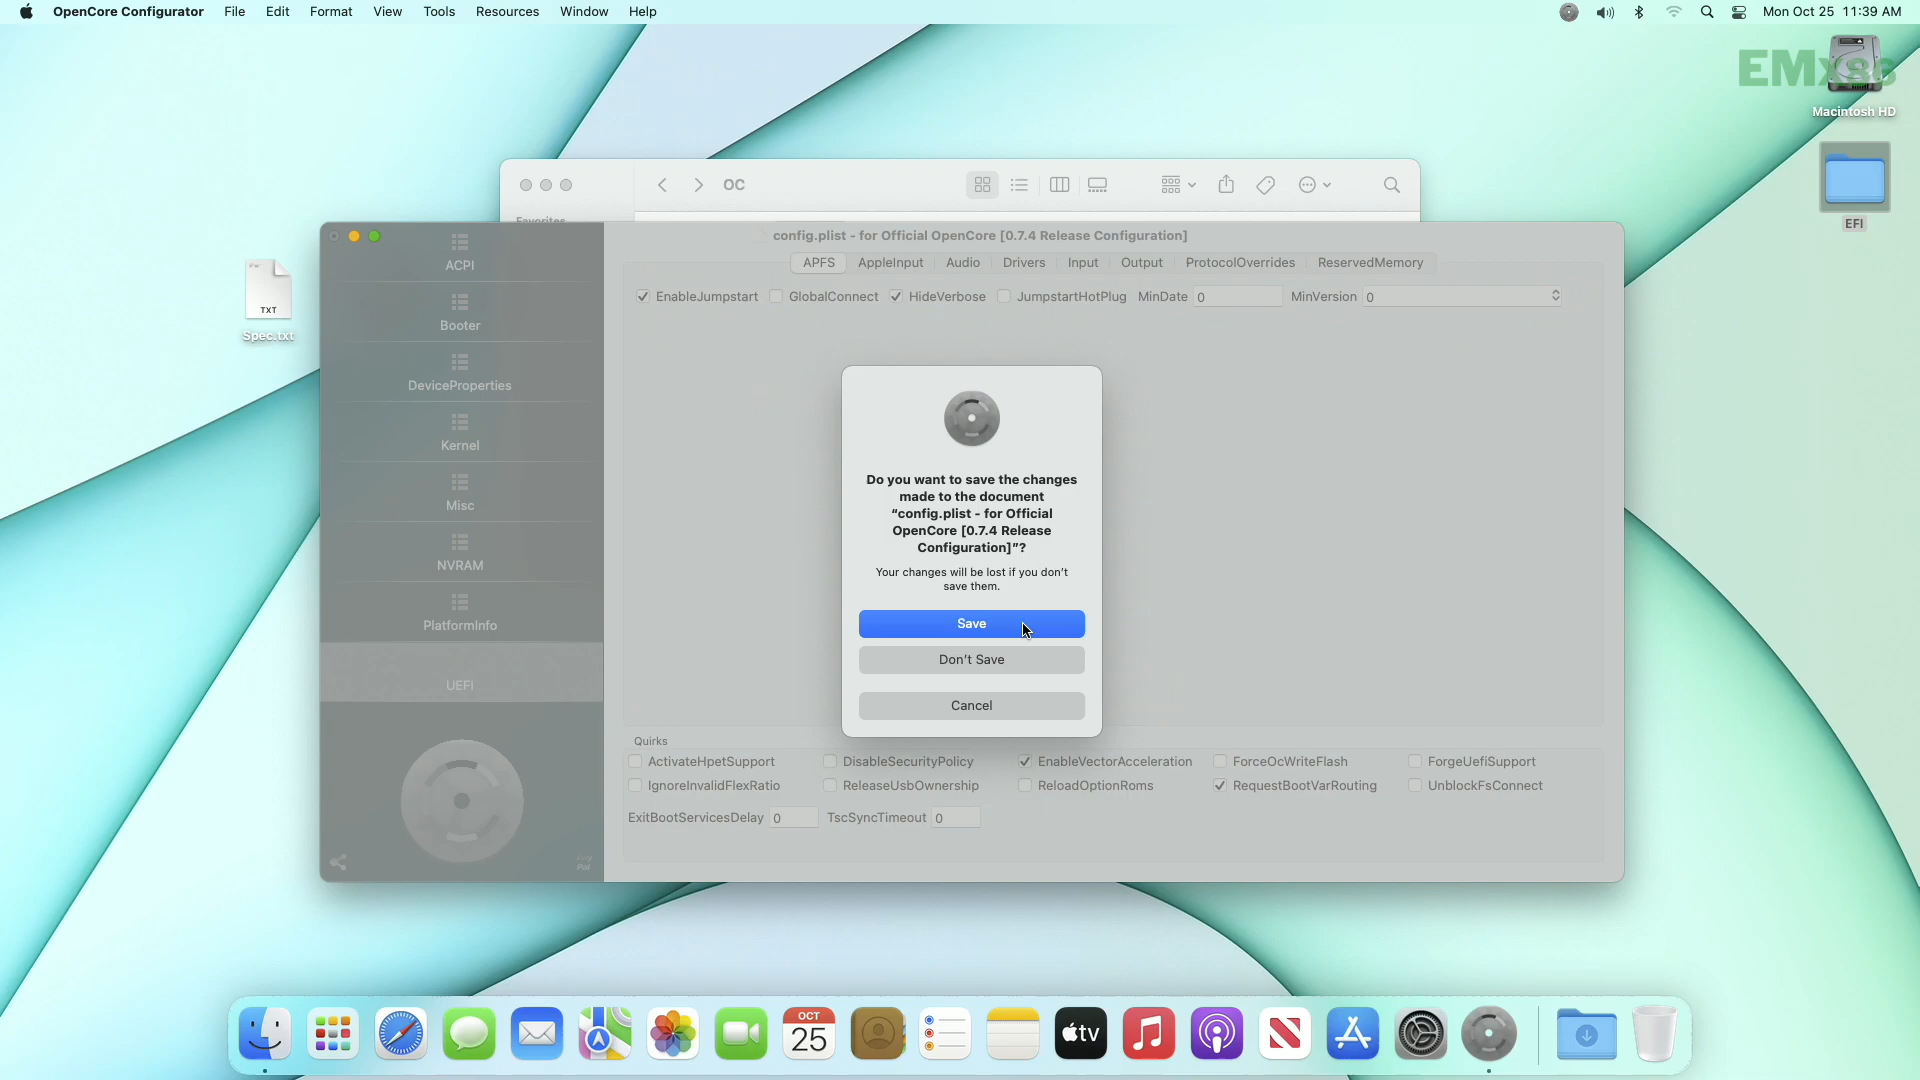 OpenCore Configurator File Edit Format View Tools Resources Window Help Mon Oct 25 11:39 AM
EMx86
Macintosh HD
OC
EFI
Favorites
config.plist - for Official OpenCore [0.7.4 Release Configuration]
ACPI
APFS AppleInput Audio Drivers Input Output ProtocolOverrides ReservedMemory
EnableJumpstart GlobalConnect HideVerbose JumpstartHotPlug MinDate 0 MinVersion 0
TXT
Spec.txt
Booter
DeviceProperties
Kernel
Misc
NVRAM
PlatformInfo
UEFI
Do you want to save the changes
made to the document
“config.plist - for Official
OpenCore [0.7.4 Release
Configuration]”?
Your changes will be lost if you don’t
save them.
Save
Don’t Save
Cancel
Quirks
ActivateHpetSupport DisableSecurityPolicy EnableVectorAcceleration ForceOcWriteFlash ForgeUefiSupport
IgnoreInvalidFlexRatio ReleaseUsbOwnership ReloadOptionRoms RequestBootVarRouting UnblockFsConnect
ExitBootServicesDelay 0 TscSyncTimeout 0
OCT
25
tv